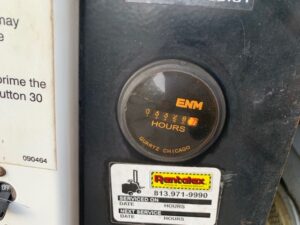 may
e
prime the
utton 30
090464
ENM
HOURS
QUARTZ CHICAGO
Rentalex
813.971-9990
SERVICED ON
DATE HOURS
NEXT SERVICE
DATE HOURS